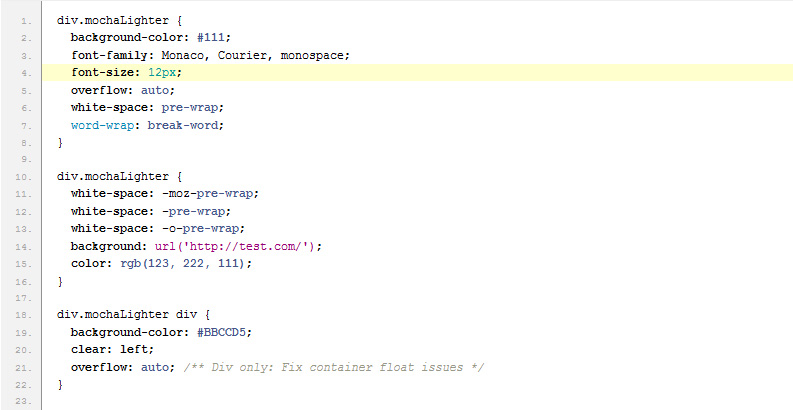 1. div.mochaLighter {
2.   background-color: #111;
3.   font-family: Monaco, Courier, monospace;
4.   font-size: 12px;
5.   overflow: auto;
6.   white-space: pre-wrap;
7.   word-wrap: break-word;
8. }
9.
10. div.mochaLighter {
11.   white-space: -moz-pre-wrap;
12.   white-space: -pre-wrap;
13.   white-space: -o-pre-wrap;
14.   background: url('http://test.com/');
15.   color: rgb(123, 222, 111);
16. }
17.
18. div.mochaLighter div {
19.   background-color: #BBCCD5;
20.   clear: left;
21.   overflow: auto; /** Div only: Fix container float issues */
22. }
23.